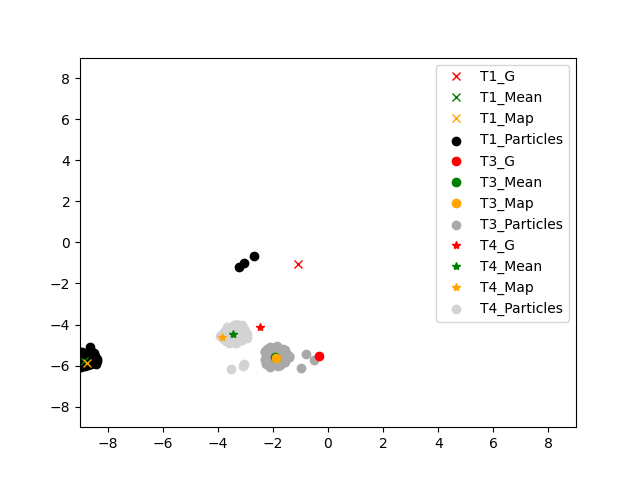 8
6
4
2
0
−2
−4
−6
−8
−8 −6 −4 −2 0 2 4 6 8
T1_G
T1_Mean
T1_Map
T1_Particles
T3_G
T3_Mean
T3_Map
T3_Particles
T4_G
T4_Mean
T4_Map
T4_Particles